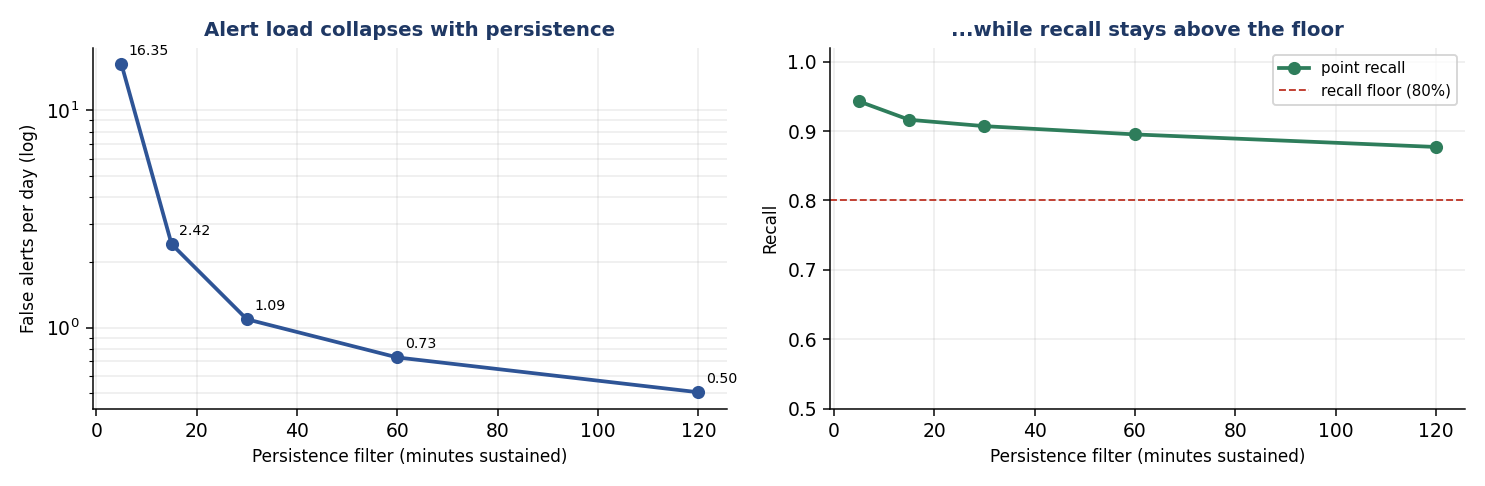 Alert load collapses with persistence
16.35
2.42
1.09
0.73
0.50
10¹
10⁰
False alerts per day (log)
0 20 40 60 80 100 120
Persistence filter (minutes sustained)
...while recall stays above the floor
point recall
recall floor (80%)
1.0
0.9
0.8
0.7
0.6
0.5
Recall
0 20 40 60 80 100 120
Persistence filter (minutes sustained)